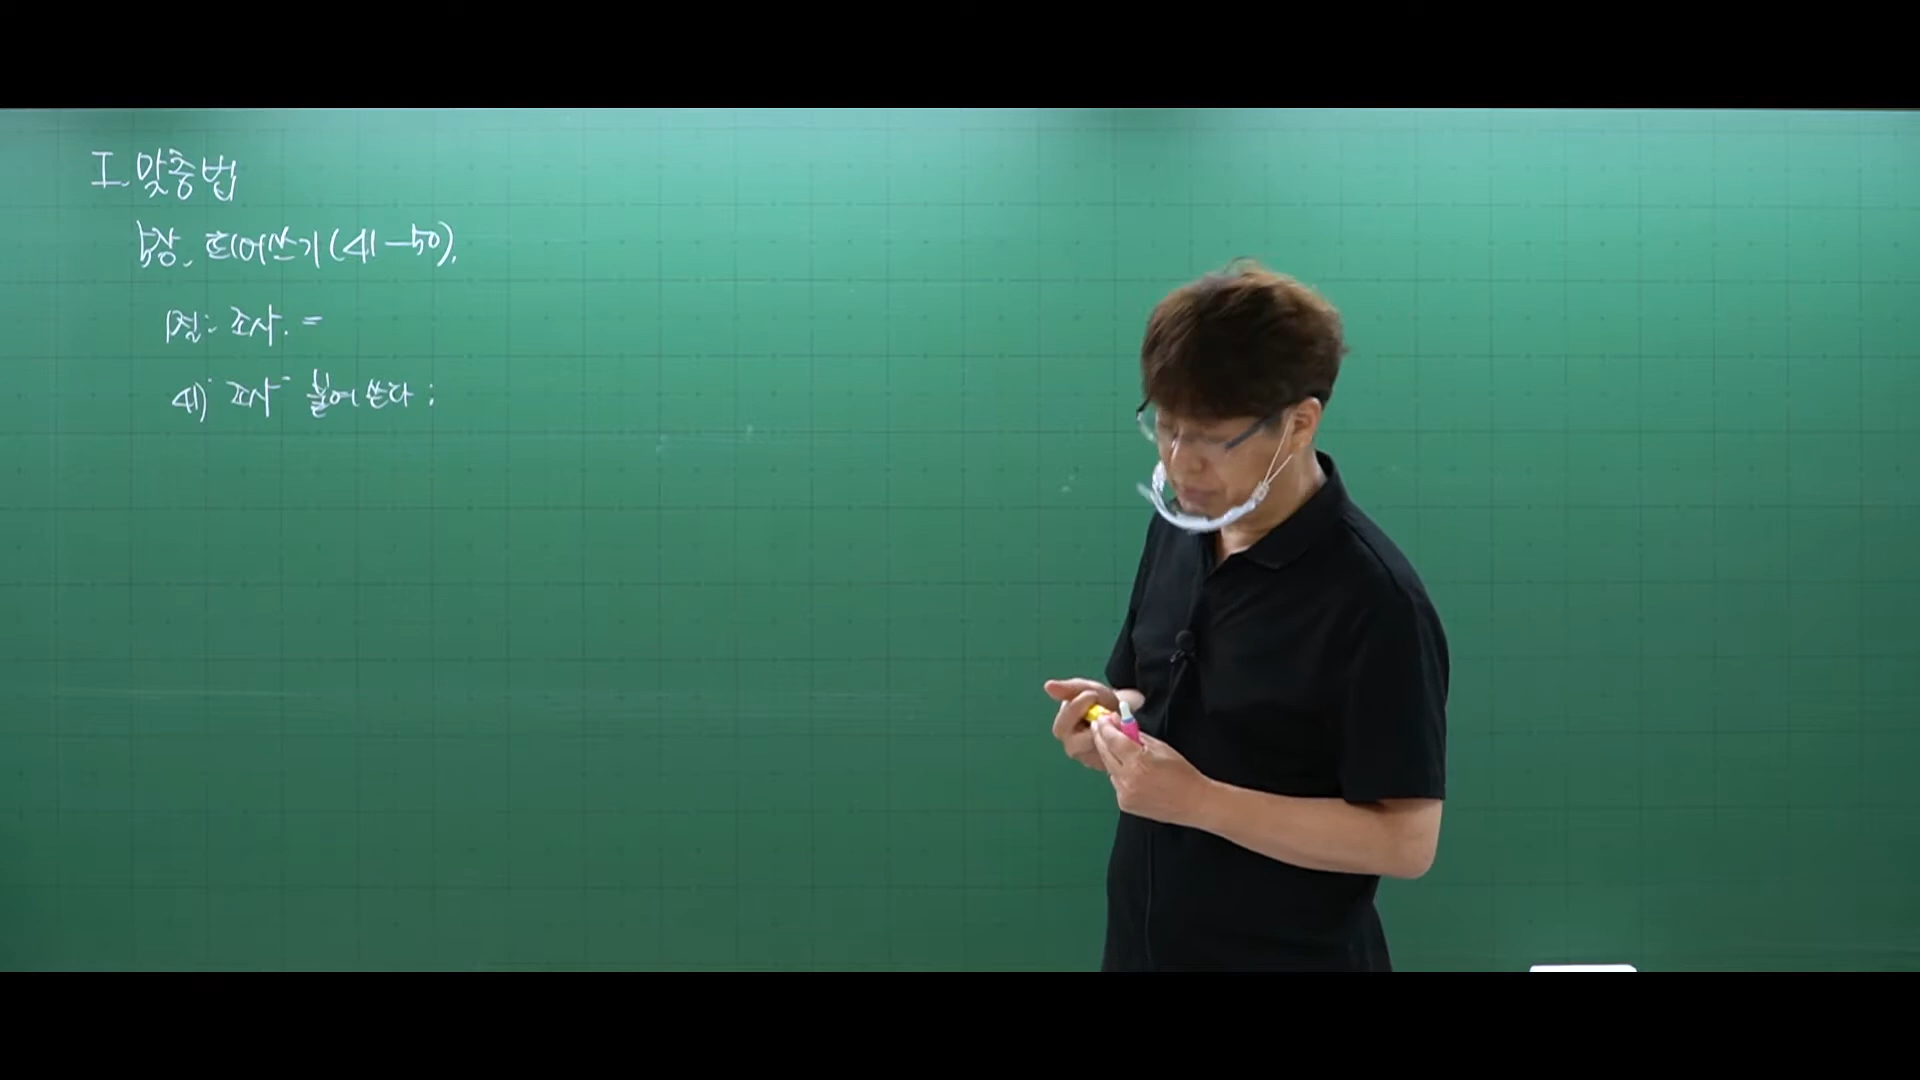 I. 맞춤법
5장. 띄어쓰기 (41-50).
1절: 조사. =
41) "조사" 붙여 쓴다: